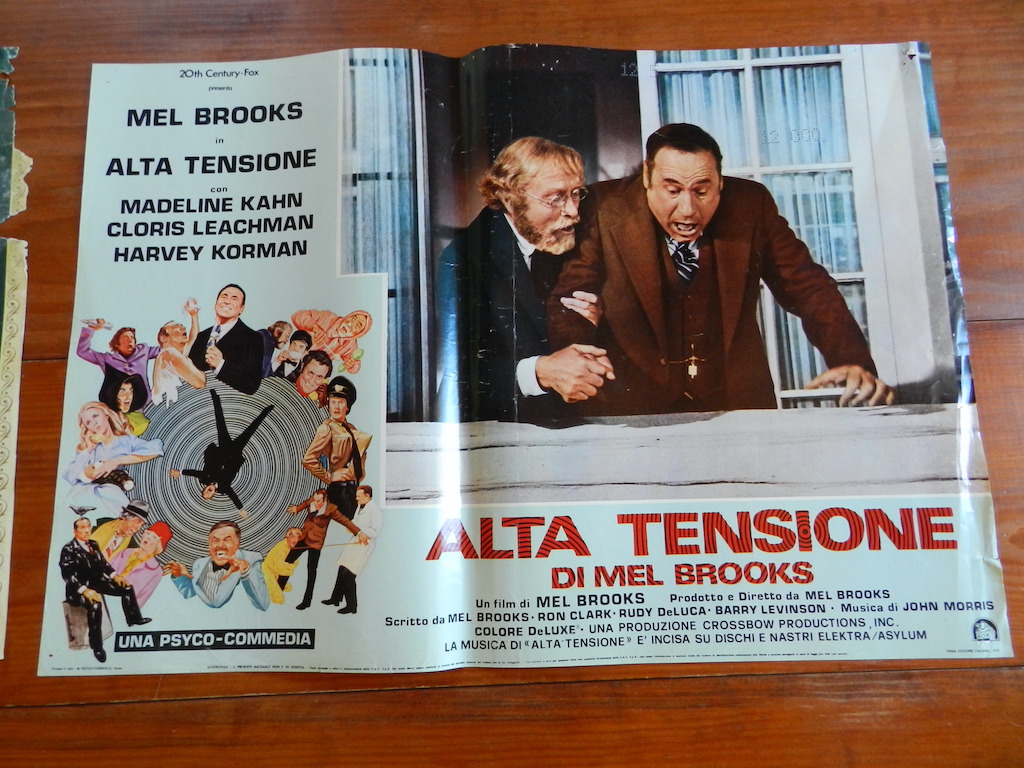 20th Century-Fox
presenta
MEL BROOKS
in
ALTA TENSIONE
con
MADELINE KAHN
CLORIS LEACHMAN
HARVEY KORMAN
12 000
UNA PSYCO-COMMEDIA
ALTA TENSIONE
DI MEL BROOKS
Un film di MEL BROOKS Prodotto e Diretto da MEL BROOKS
Scritto da MEL BROOKS · RON CLARK · RUDY DeLUCA · BARRY LEVINSON · Musica di JOHN MORRIS
COLORE DeLUXE · UNA PRODUZIONE CROSSBOW PRODUCTIONS, INC.
LA MUSICA DI «ALTA TENSIONE» E' INCISA SU DISCHI E NASTRI ELEKTRA/ASYLUM